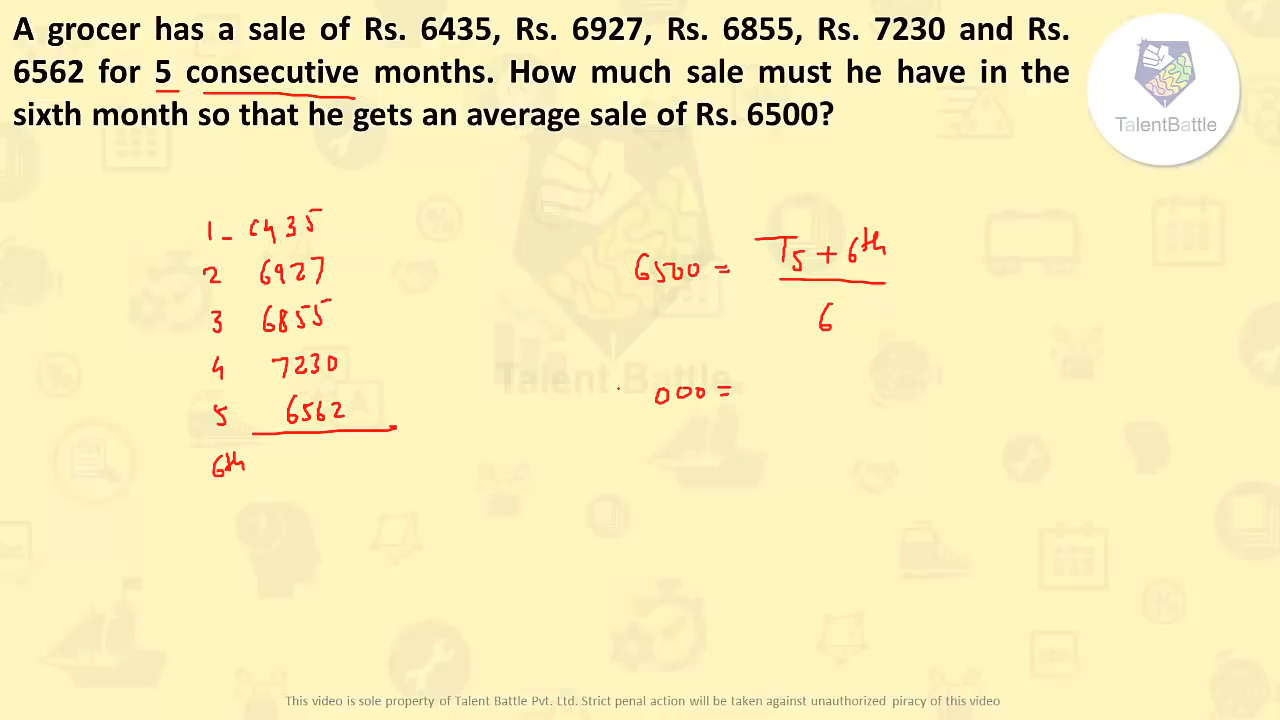 A grocer has a sale of Rs. 6435, Rs. 6927, Rs. 6855, Rs. 7230 and Rs.
6562 for 5 consecutive months. How much sale must he have in the
sixth month so that he gets an average sale of Rs. 6500?
TalentBattle
1 - 6435
2 6927
3 6855
4 7230
5 6562
6th
6500 = T5 + 6th
6
000 =
Talent Battle
This video is sole property of Talent Battle Pvt. Ltd. Strict penal action will be taken against unauthorized piracy of this video